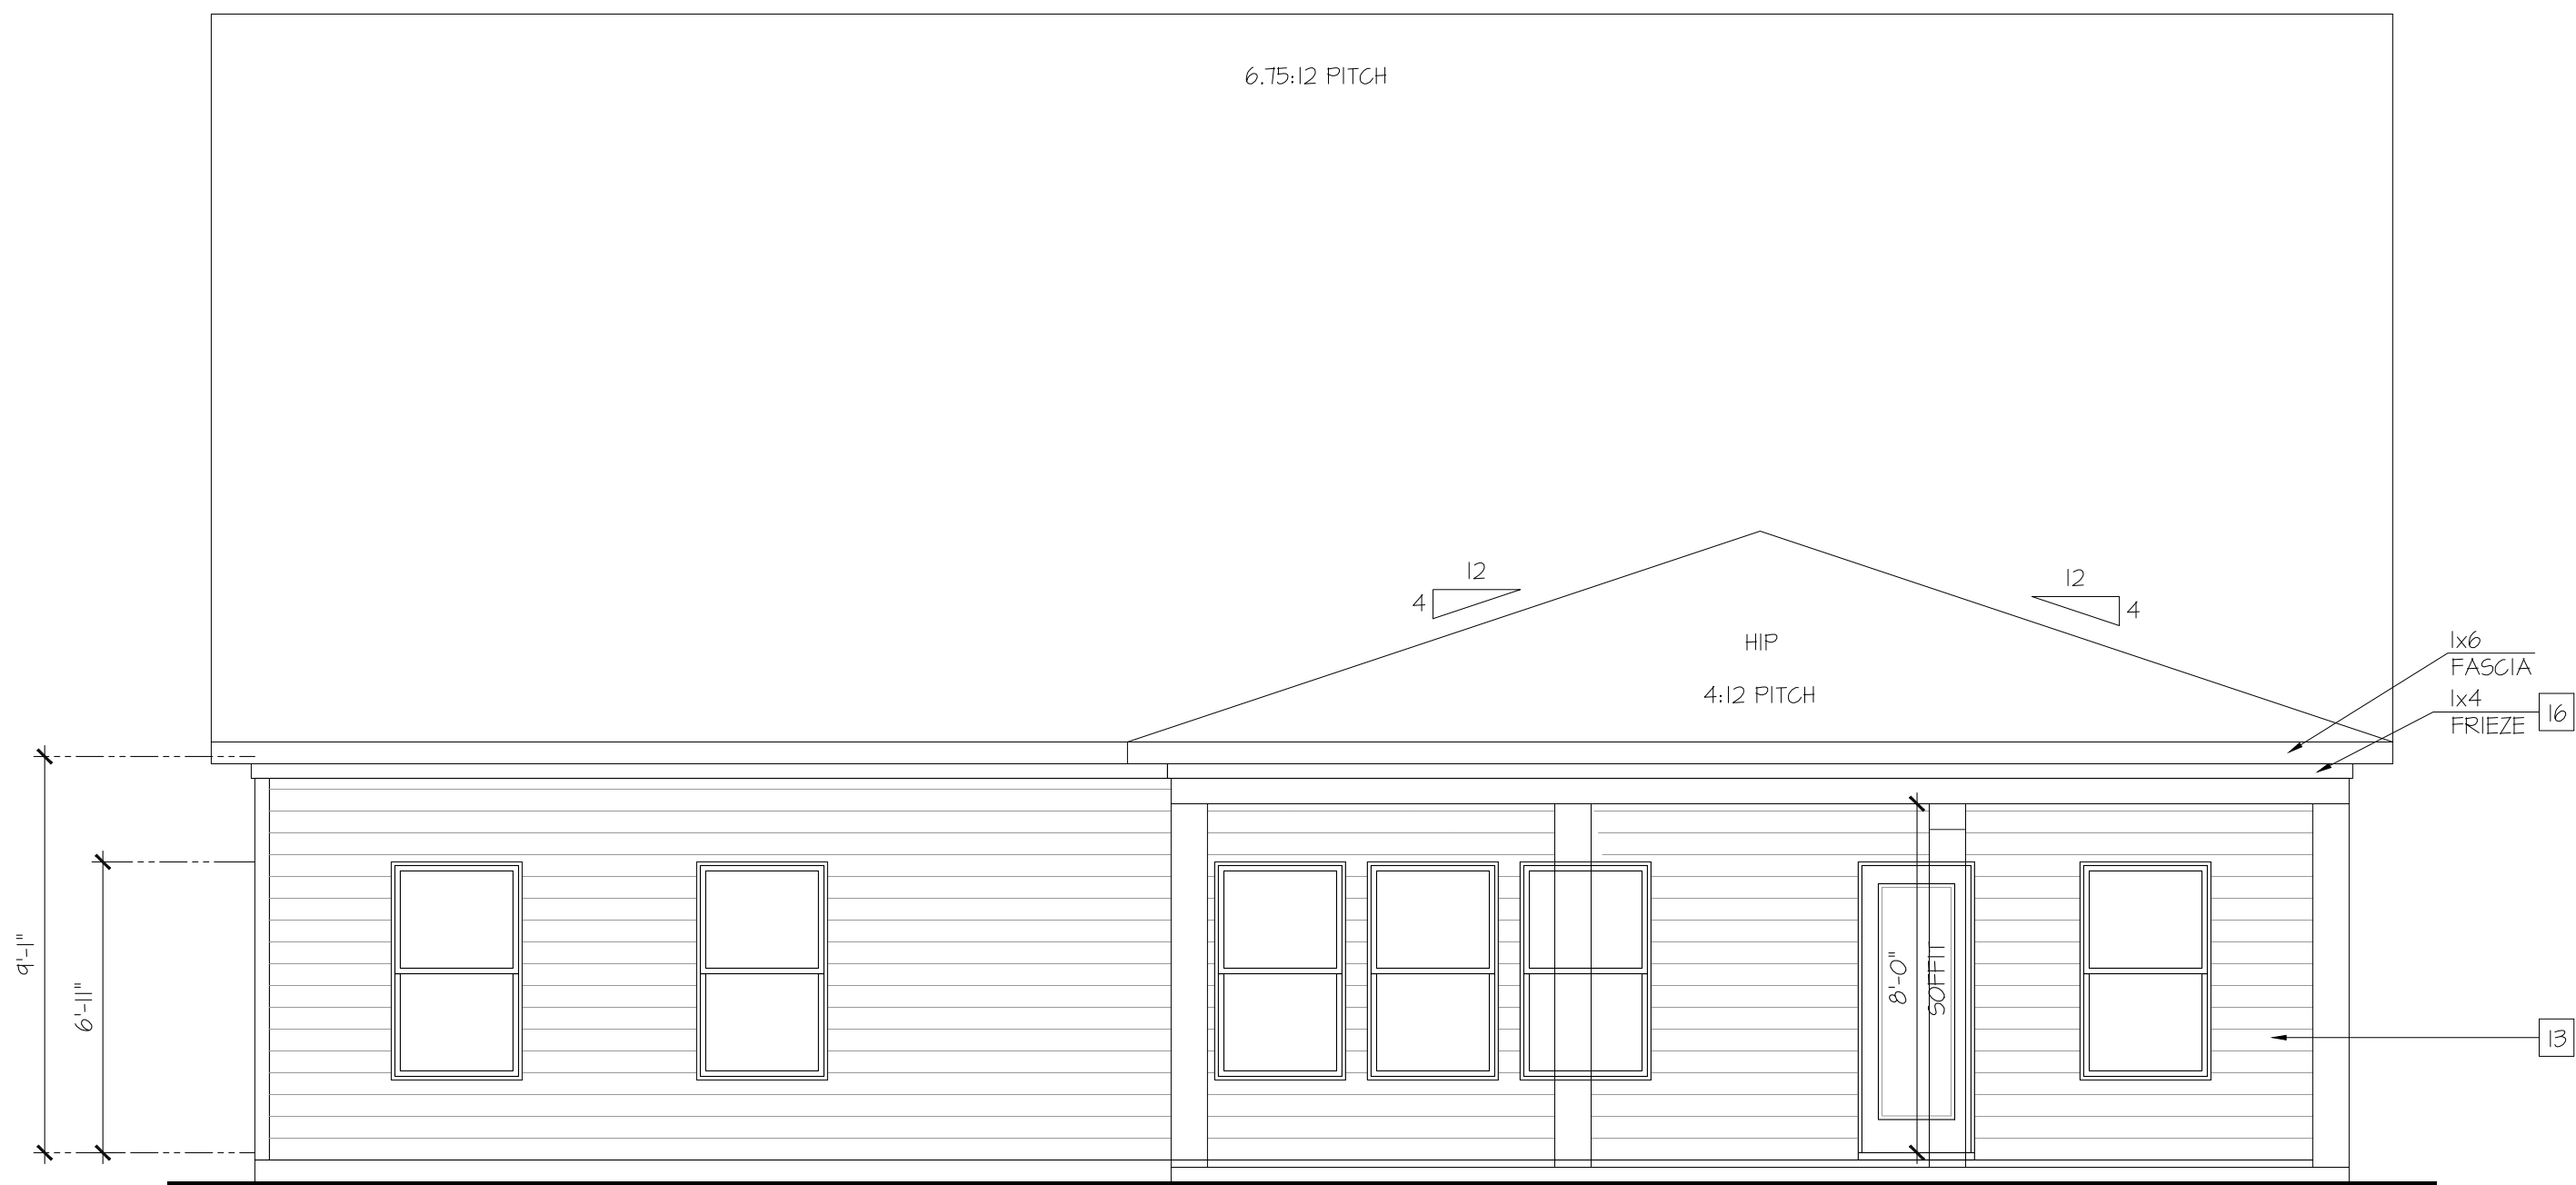 6.75:12 PITCH
12
4
12
4
HIP
4:12 PITCH
1x6
FASCIA
1x4
FRIEZE
16
9'-1"
6'-11"
8'-0"
SOFFIT
13